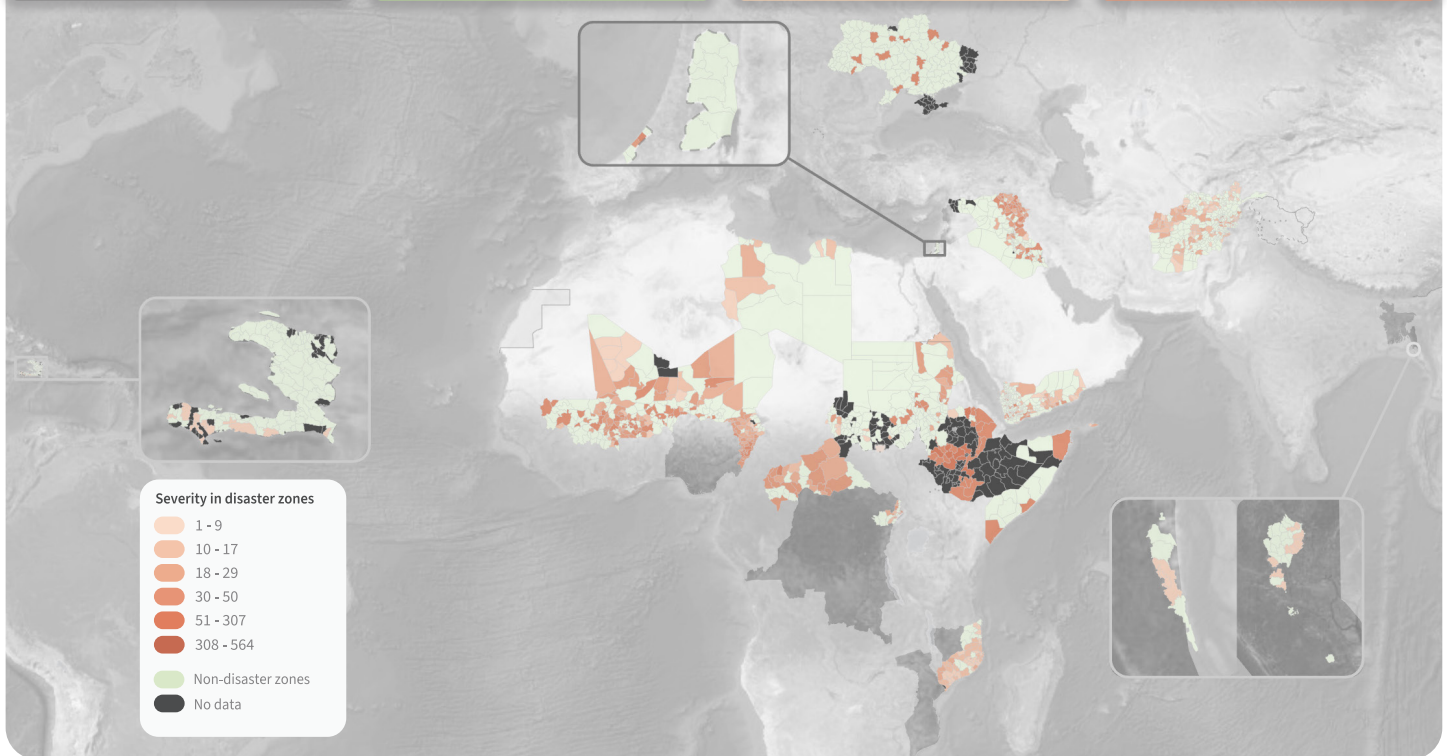 Severity in disaster zones
1 - 9
10 - 17
18 - 29
30 - 50
51 - 307
308 - 564
Non-disaster zones
No data